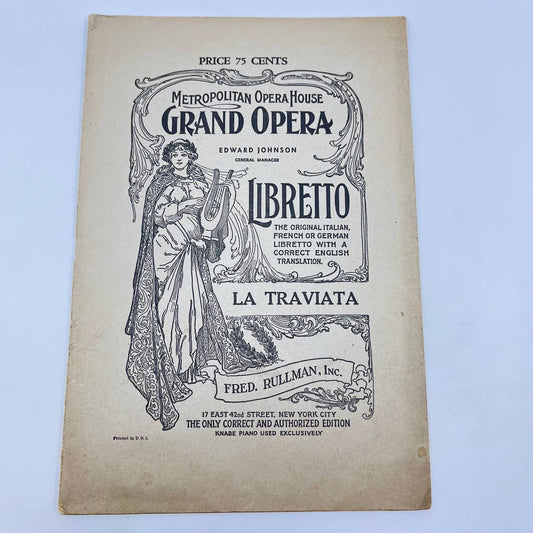 PRICE 75 CENTS
METROPOLITAN OPERA HOUSE
GRAND OPERA
EDWARD JOHNSON
GENERAL MANAGER
LIBRETTO
THE ORIGINAL ITALIAN,
FRENCH OR GERMAN
LIBRETTO WITH A
CORRECT ENGLISH
TRANSLATION.
LA TRAVIATA
FRED. RULLMAN, INC.
17 EAST 42nd STREET, NEW YORK CITY
THE ONLY CORRECT AND AUTHORIZED EDITION
KNABE PIANO USED EXCLUSIVELY
Printed in U.S.A.